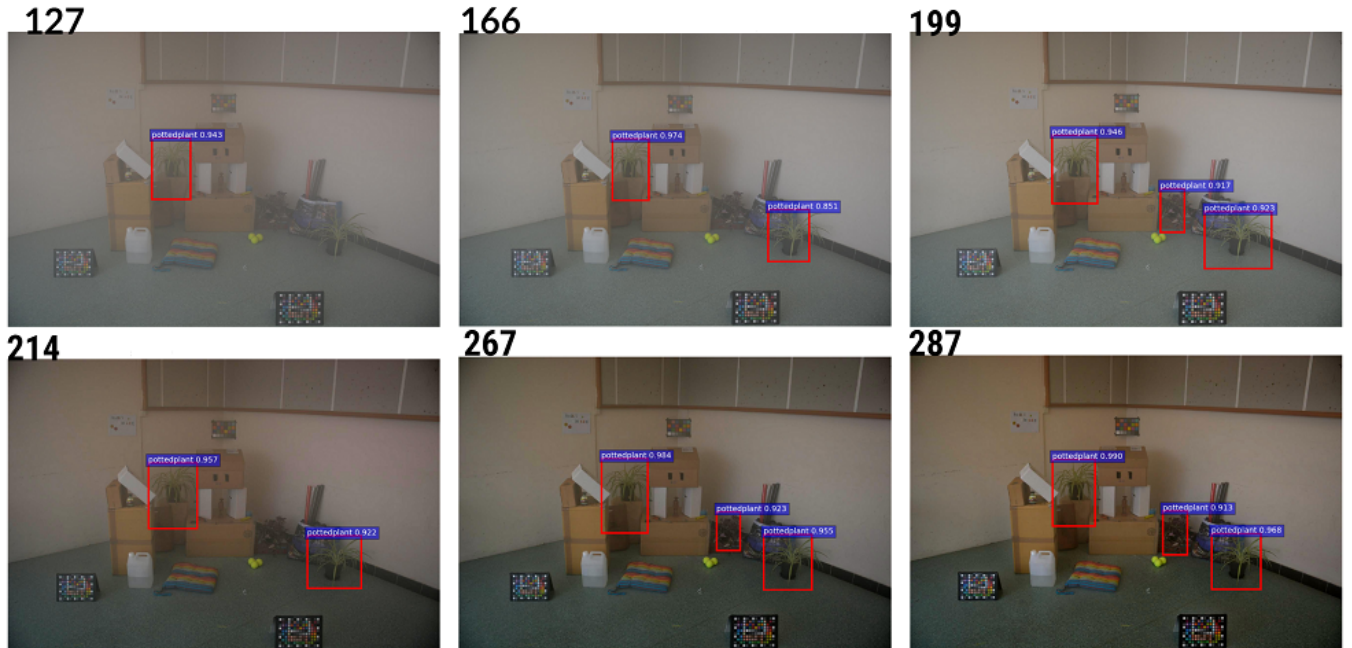 127
pottedplant 0.943
166
pottedplant 0.974
pottedplant 0.851
199
pottedplant 0.946
pottedplant 0.917
pottedplant 0.923
214
pottedplant 0.957
pottedplant 0.922
267
pottedplant 0.984
pottedplant 0.923
pottedplant 0.955
287
pottedplant 0.990
pottedplant 0.913
pottedplant 0.968